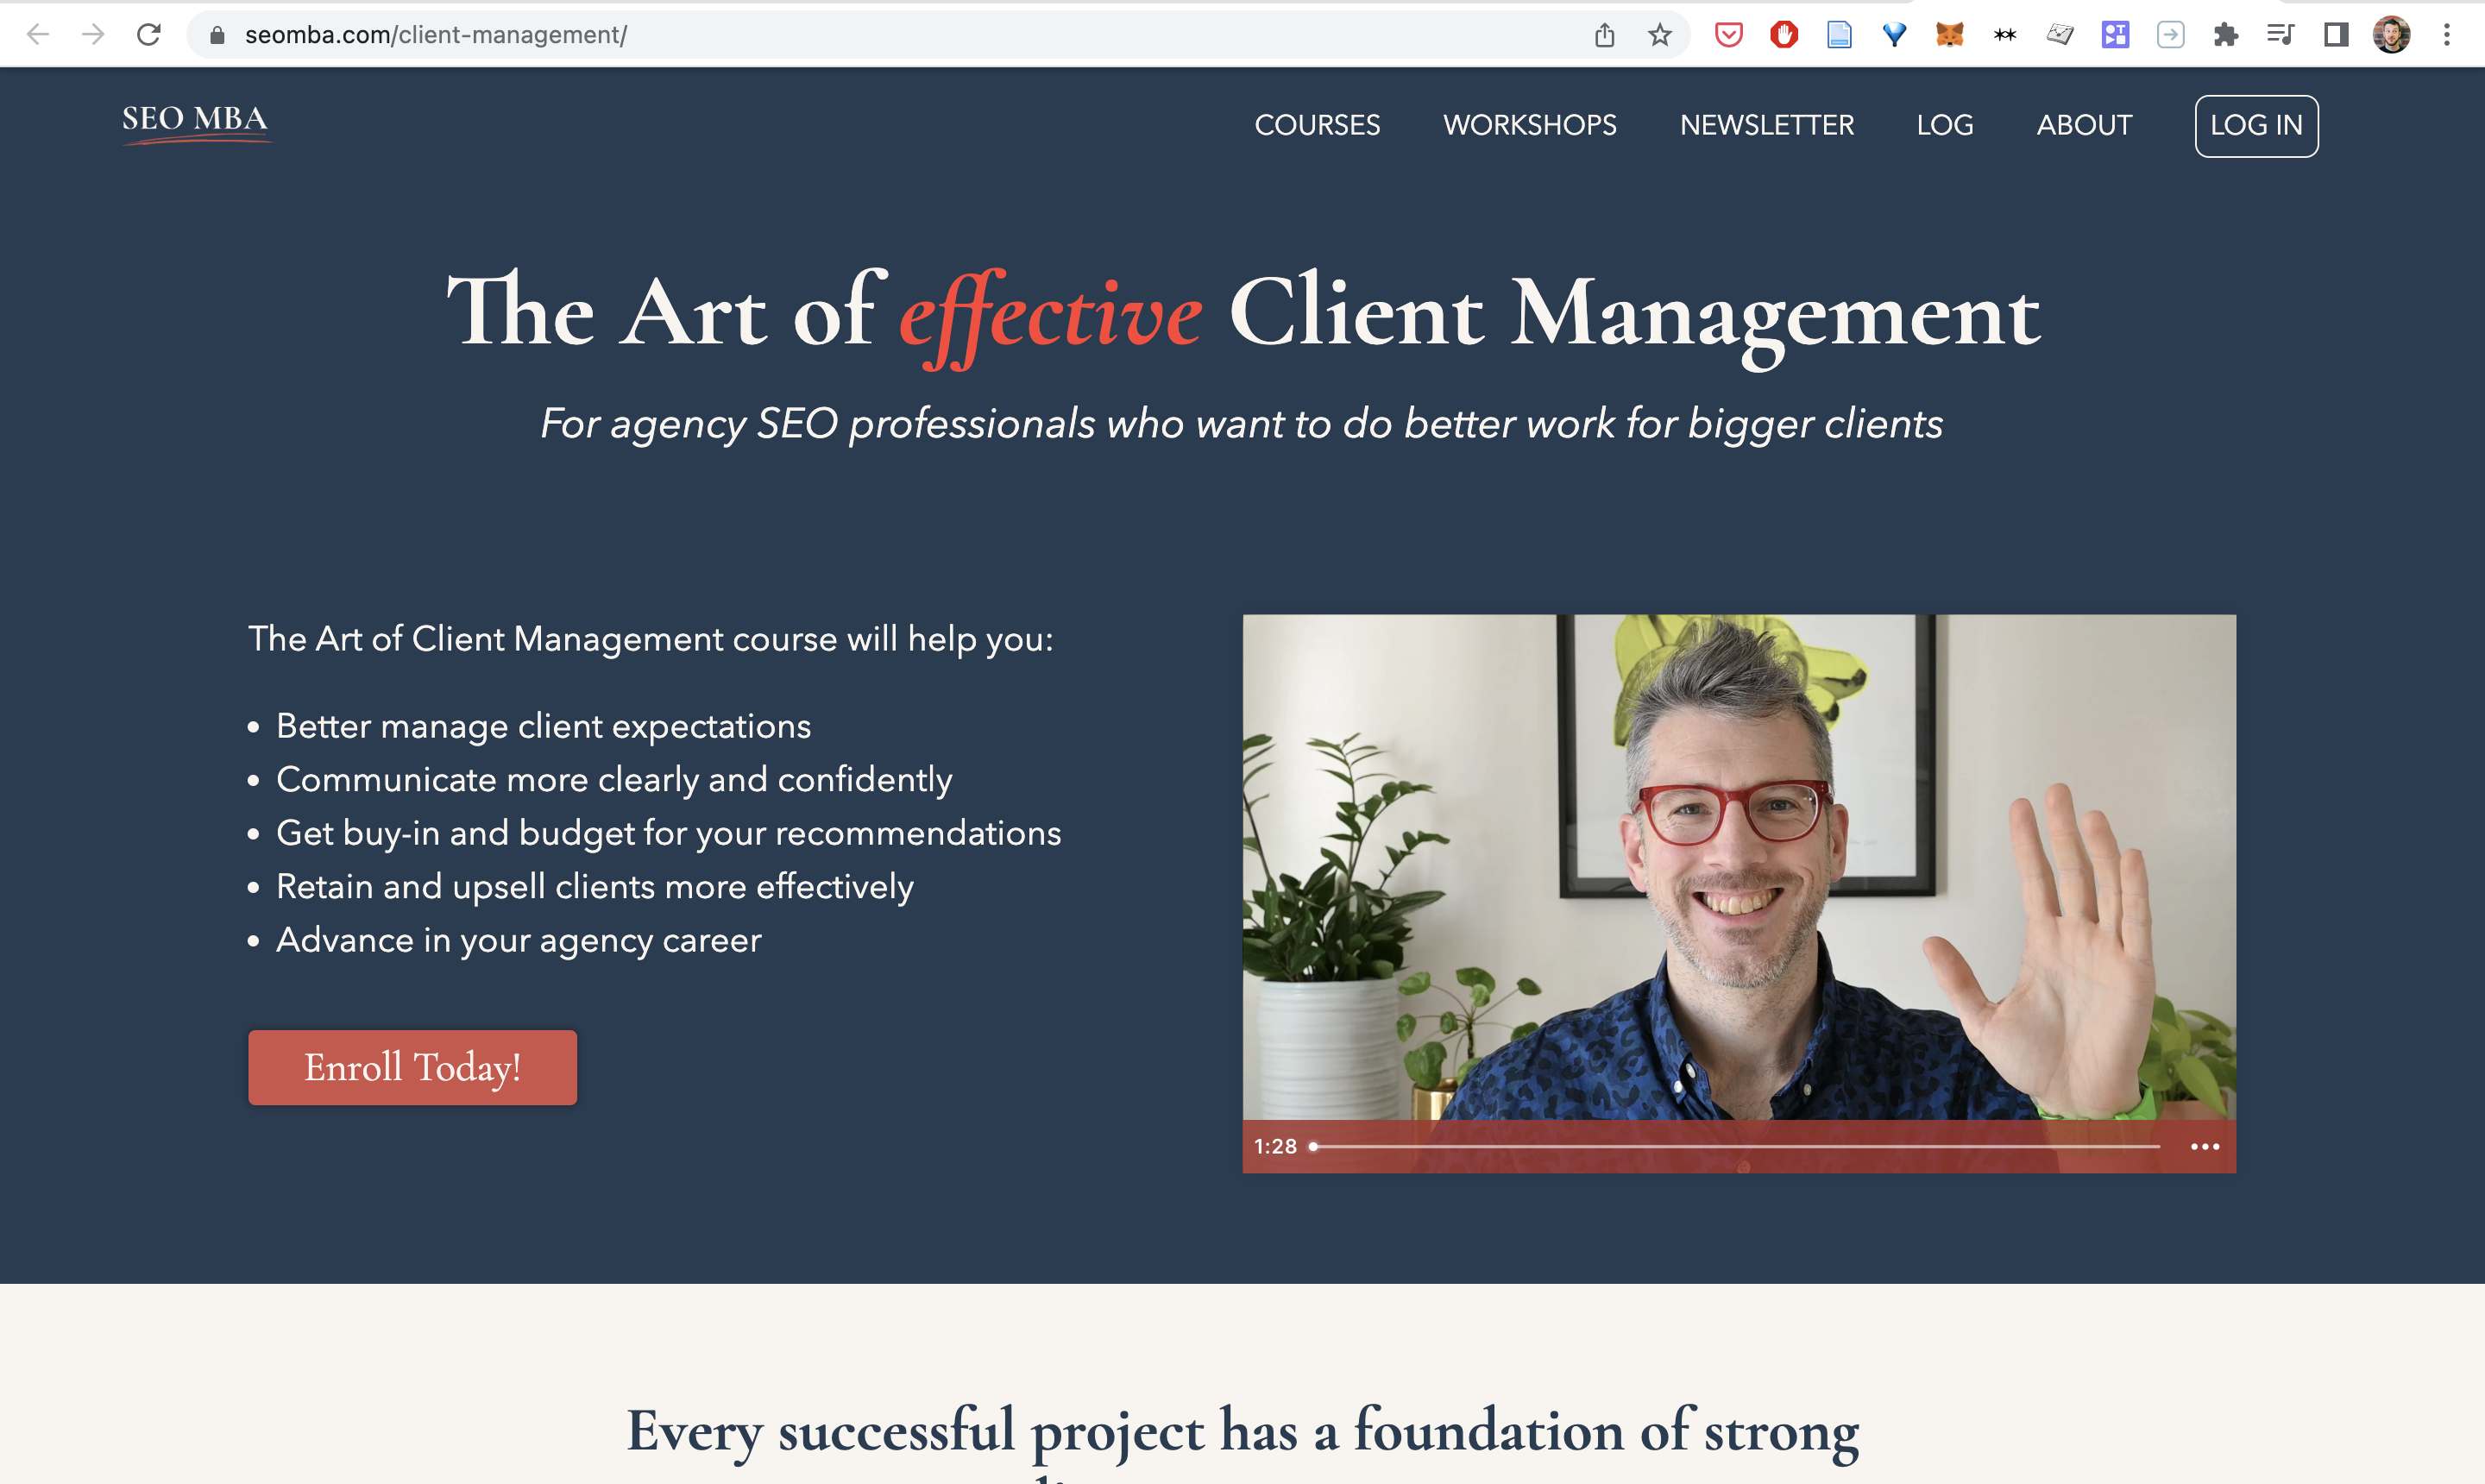 seomba.com/client-management/
SEO MBA
COURSES WORKSHOPS NEWSLETTER LOG ABOUT LOG IN
The Art of effective Client Management
For agency SEO professionals who want to do better work for bigger clients
The Art of Client Management course will help you:
• Better manage client expectations
• Communicate more clearly and confidently
• Get buy-in and budget for your recommendations
• Retain and upsell clients more effectively
• Advance in your agency career
Enroll Today!
1:28
Every successful project has a foundation of strong